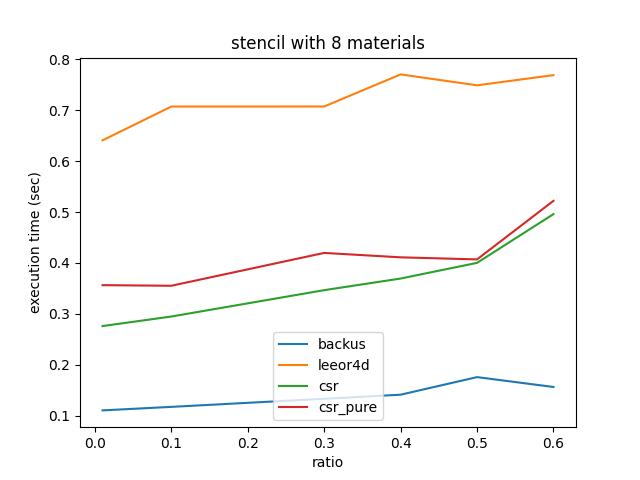 stencil with 8 materials
execution time (sec)
0.8
0.7
0.6
0.5
0.4
0.3
0.2
0.1
backus
leeor4d
csr
csr_pure
0.0 0.1 0.2 0.3 0.4 0.5 0.6
ratio